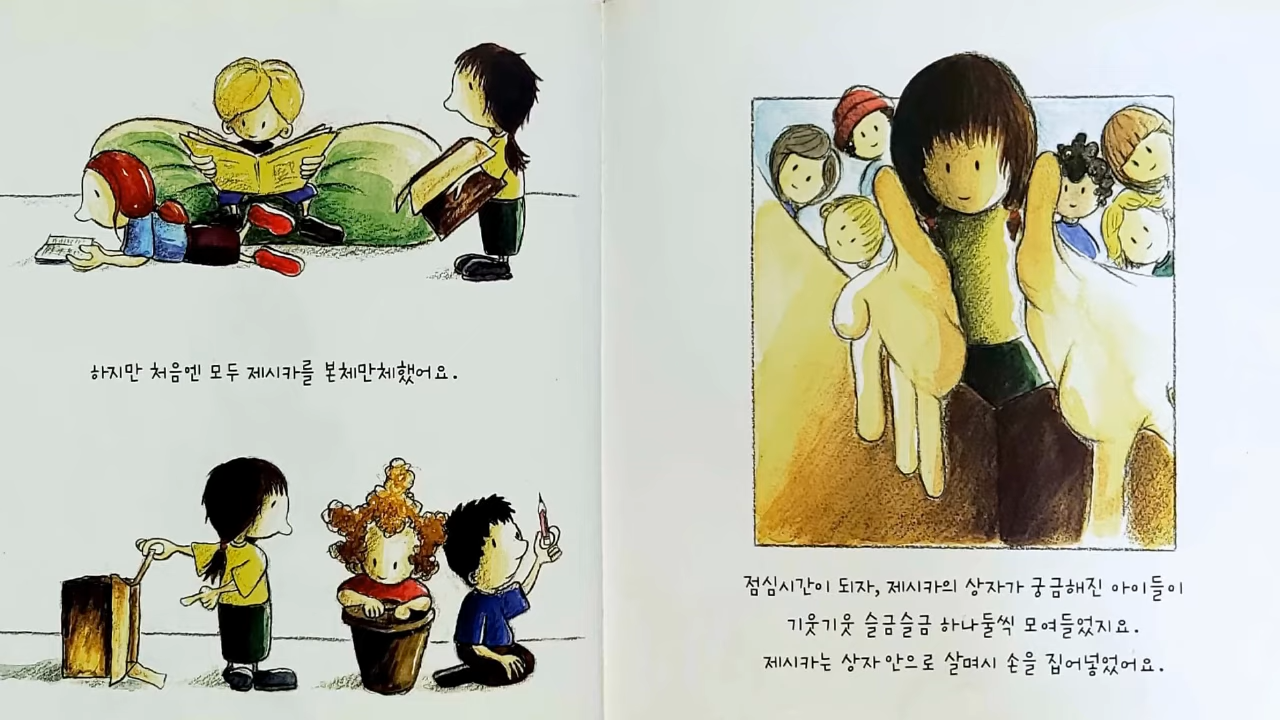 하지만 처음엔 모두 제시카를 본체만체했어요.
점심시간이 되자, 제시카의 상자가 궁금해진 아이들이
기웃기웃 슬금슬금 하나둘씩 모여들었지요.
제시카는 상자 안으로 살며시 손을 집어넣었어요.